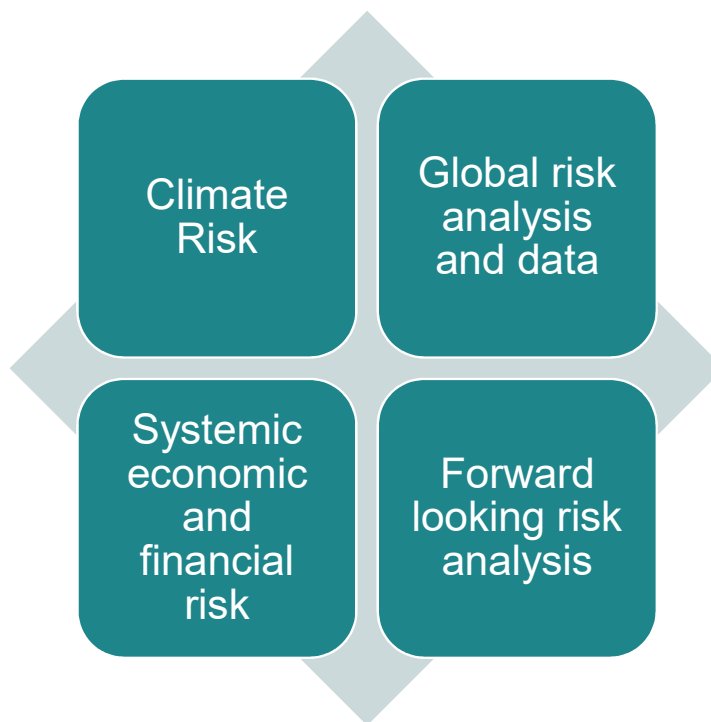 Climate
Risk
Global risk
analysis
and data
Systemic
economic
and
financial
risk
Forward
looking risk
analysis